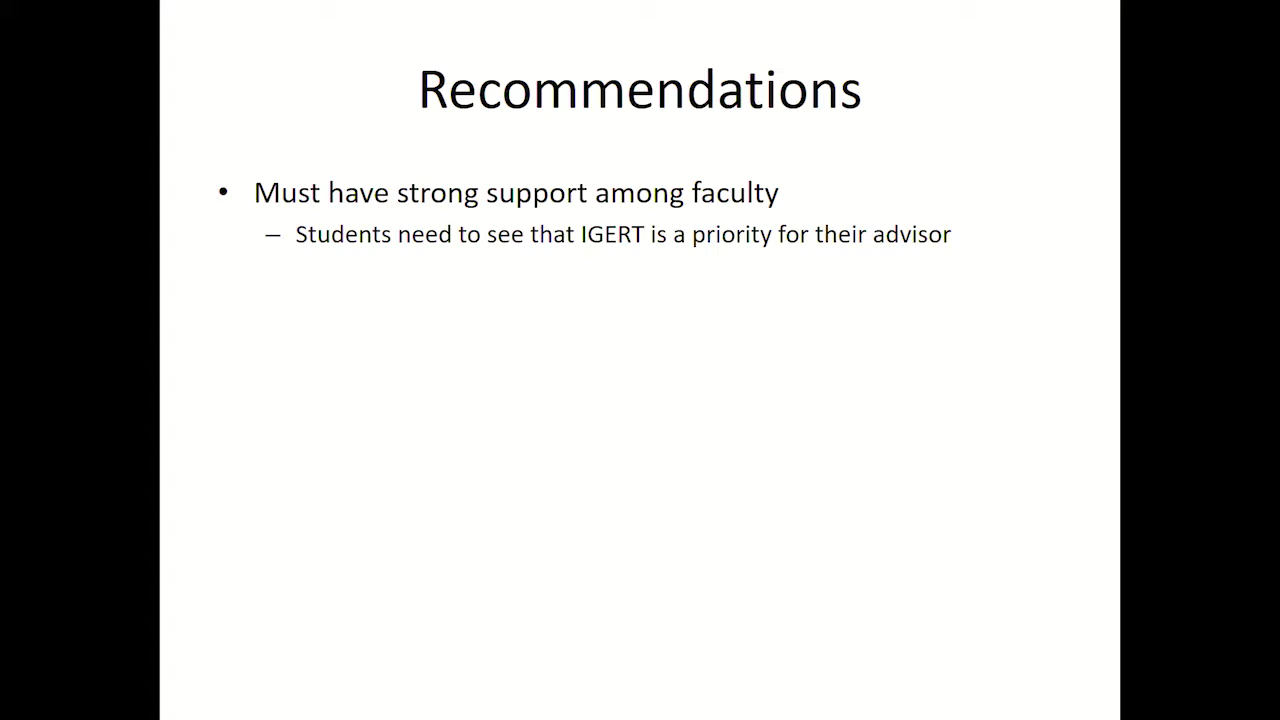 Recommendations
• Must have strong support among faculty
– Students need to see that IGERT is a priority for their advisor